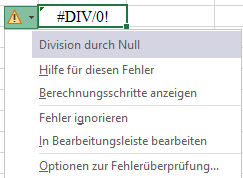 #DIV/0!
Division durch Null
Hilfe für diesen Fehler
Berechnungsschritte anzeigen
Fehler ignorieren
In Bearbeitungsleiste bearbeiten
Optionen zur Fehlerüberprüfung...